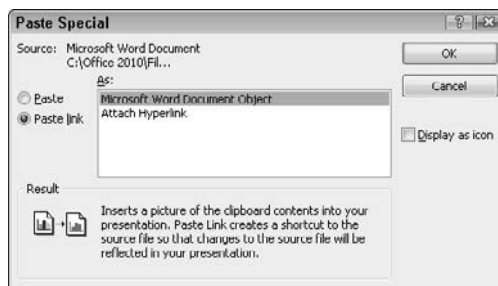 Paste Special
Source: Microsoft Word Document
C:\Office 2010\Fil...
As:
Paste
Paste link
Microsoft Word Document Object
Attach Hyperlink
OK
Cancel
Display as icon
Result
Inserts a picture of the clipboard contents into your
presentation. Paste Link creates a shortcut to the
source file so that changes to the source file will be
reflected in your presentation.